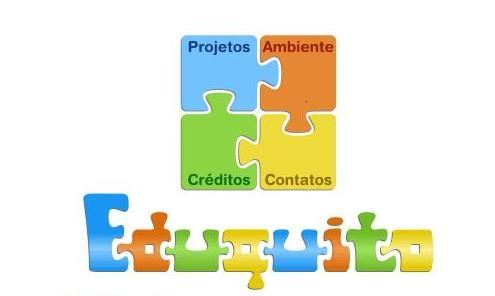 Projetos Ambiente
Créditos Contatos
Eduquito